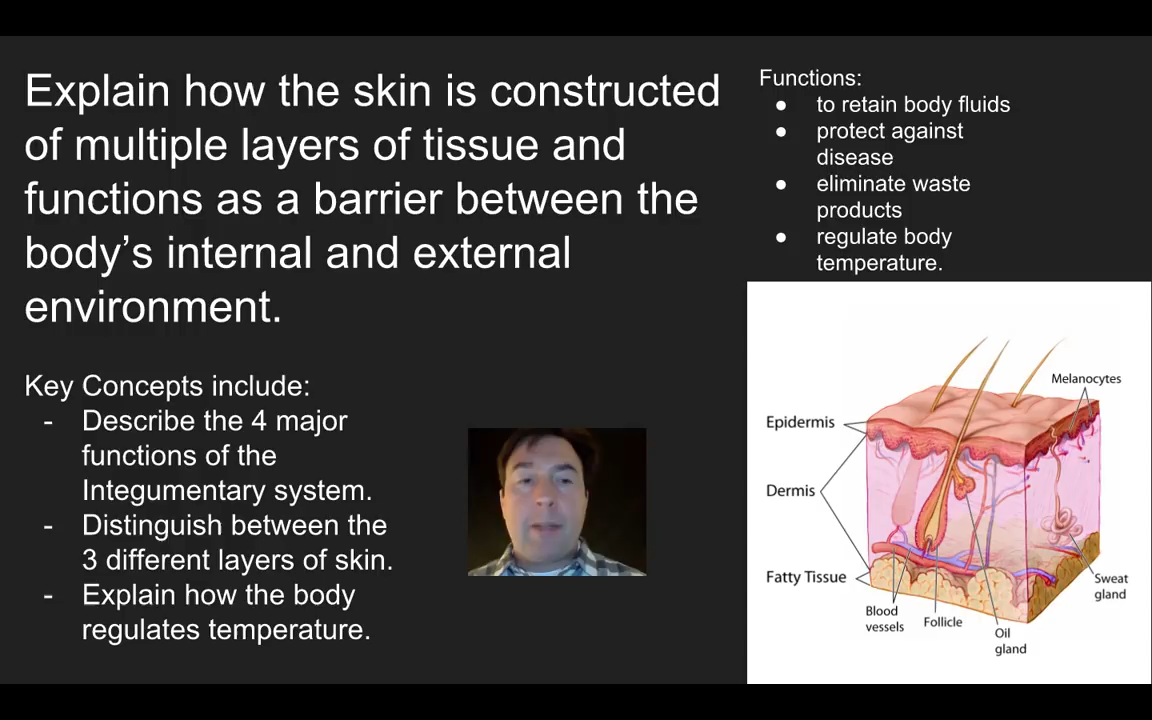 Explain how the skin is constructed
of multiple layers of tissue and
functions as a barrier between the
body’s internal and external
environment.
Key Concepts include:
- Describe the 4 major
functions of the
Integumentary system.
- Distinguish between the
3 different layers of skin.
- Explain how the body
regulates temperature.
Functions:
● to retain body fluids
● protect against
disease
● eliminate waste
products
● regulate body
temperature.
Melanocytes
Epidermis
Dermis
Fatty Tissue
Blood
vessels
Follicle
Oil
gland
Sweat
gland